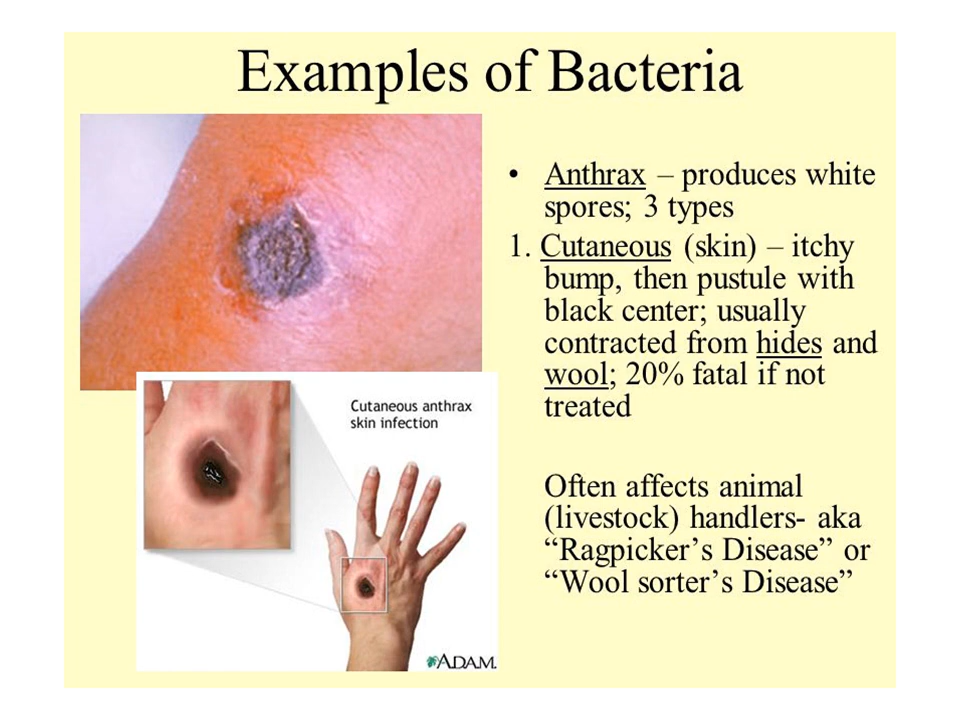 Examples of Bacteria
• Anthrax – produces white
spores; 3 types
1. Cutaneous (skin) – itchy
bump, then pustule with
black center; usually
contracted from hides and
wool; 20% fatal if not
treated
Often affects animal
(livestock) handlers- aka
“Ragpicker’s Disease” or
“Wool sorter’s Disease”
Cutaneous anthrax
skin infection
ADAM.